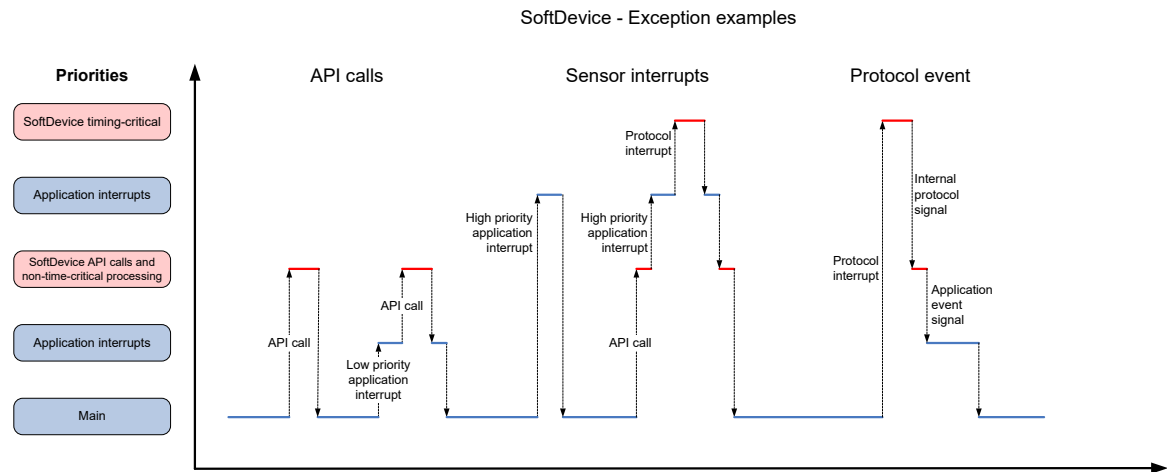 SoftDevice - Exception examples
Priorities
API calls
Sensor interrupts
Protocol event
SoftDevice timing-critical
Application interrupts
SoftDevice API calls and
non-time-critical processing
Application interrupts
Main
API call
Low priority
application
interrupt
API call
High priority
application
interrupt
High priority
application
interrupt
API call
Protocol
interrupt
Protocol
interrupt
Internal
protocol
signal
Application
event
signal